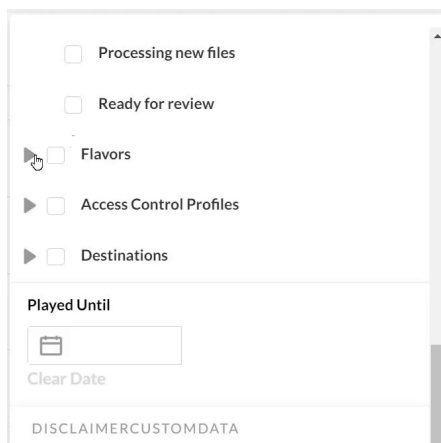 Processing new files
Ready for review
Flavors
Access Control Profiles
Destinations
Played Until
Clear Date
DISCLAIMERCUSTOMDATA